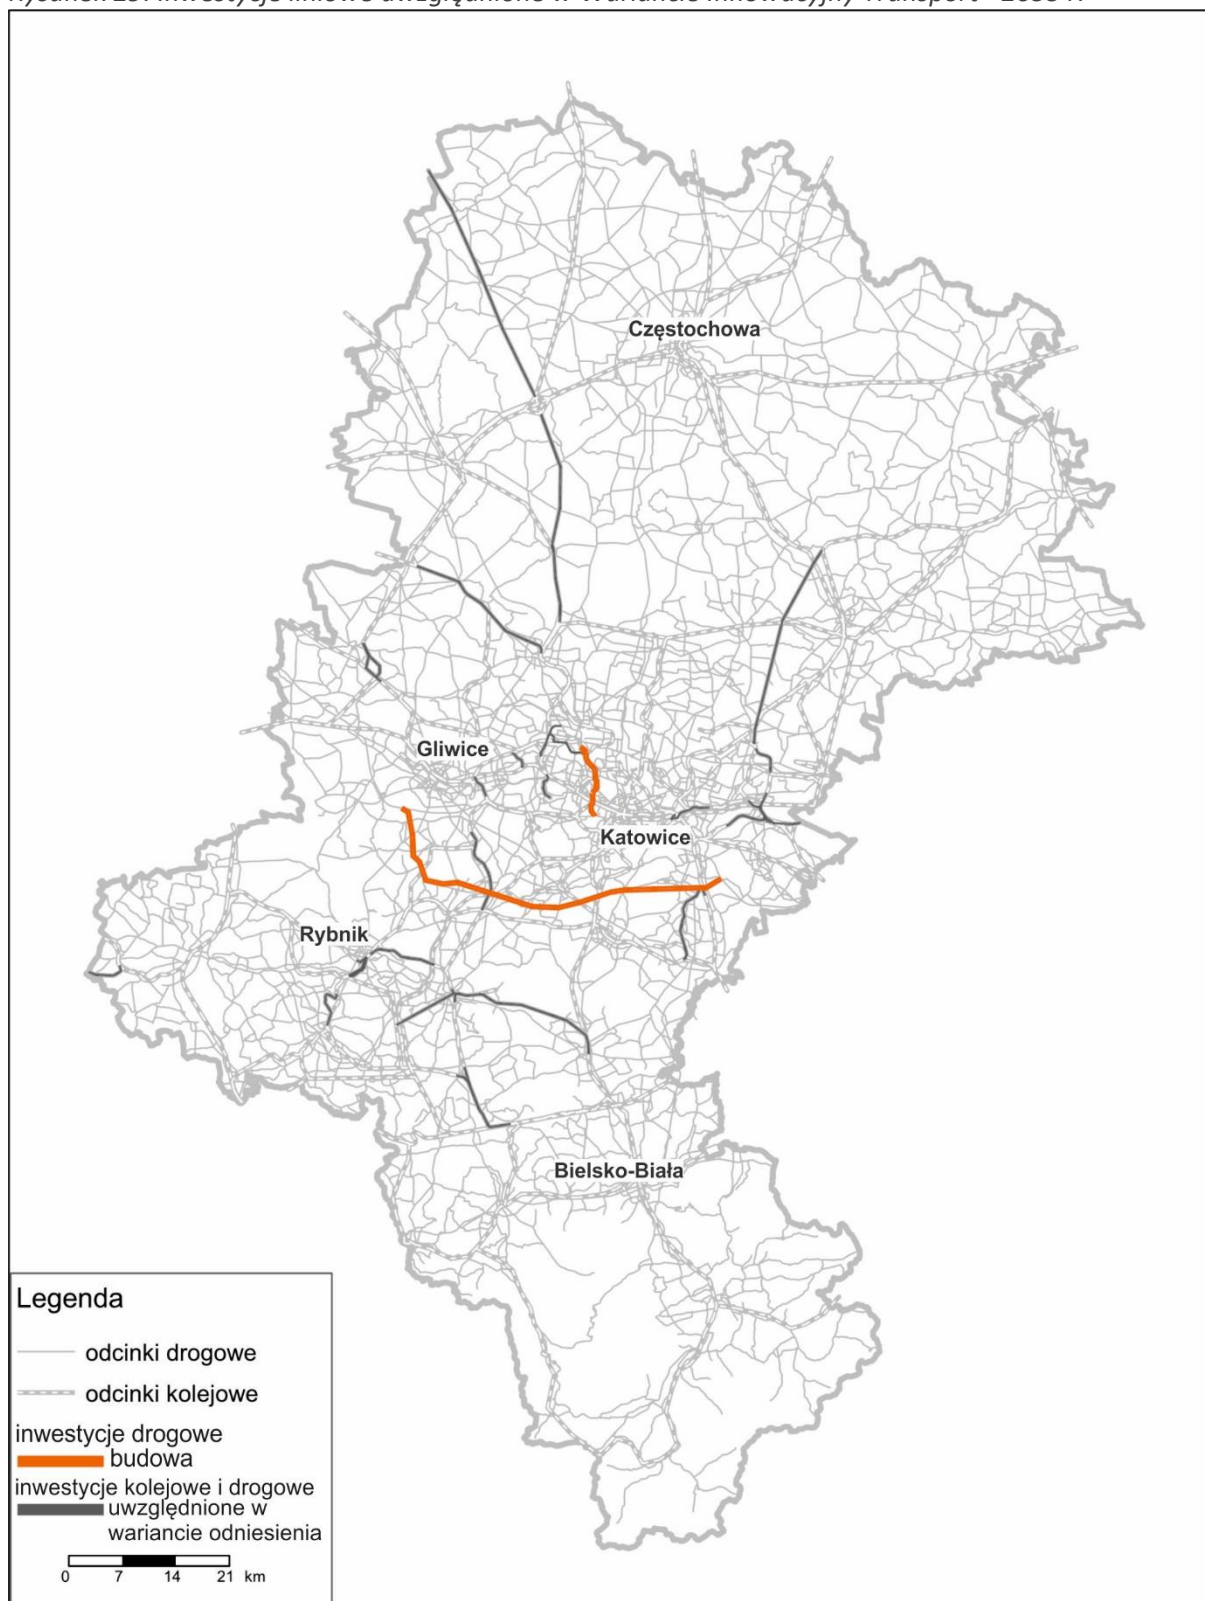 Częstochowa
Gliwice
Katowice
Rybnik
Bielsko-Biała
Legenda
odcinki drogowe
odcinki kolejowe
inwestycje drogowe
budowa
inwestycje kolejowe i drogowe
uwzględnione w
wariancie odniesienia
0 7 14 21 km